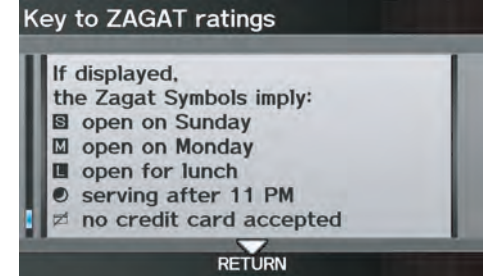 Key to ZAGAT ratings
If displayed,
the Zagat Symbols imply:
S open on Sunday
M open on Monday
L open for lunch
serving after 11 PM
no credit card accepted
RETURN